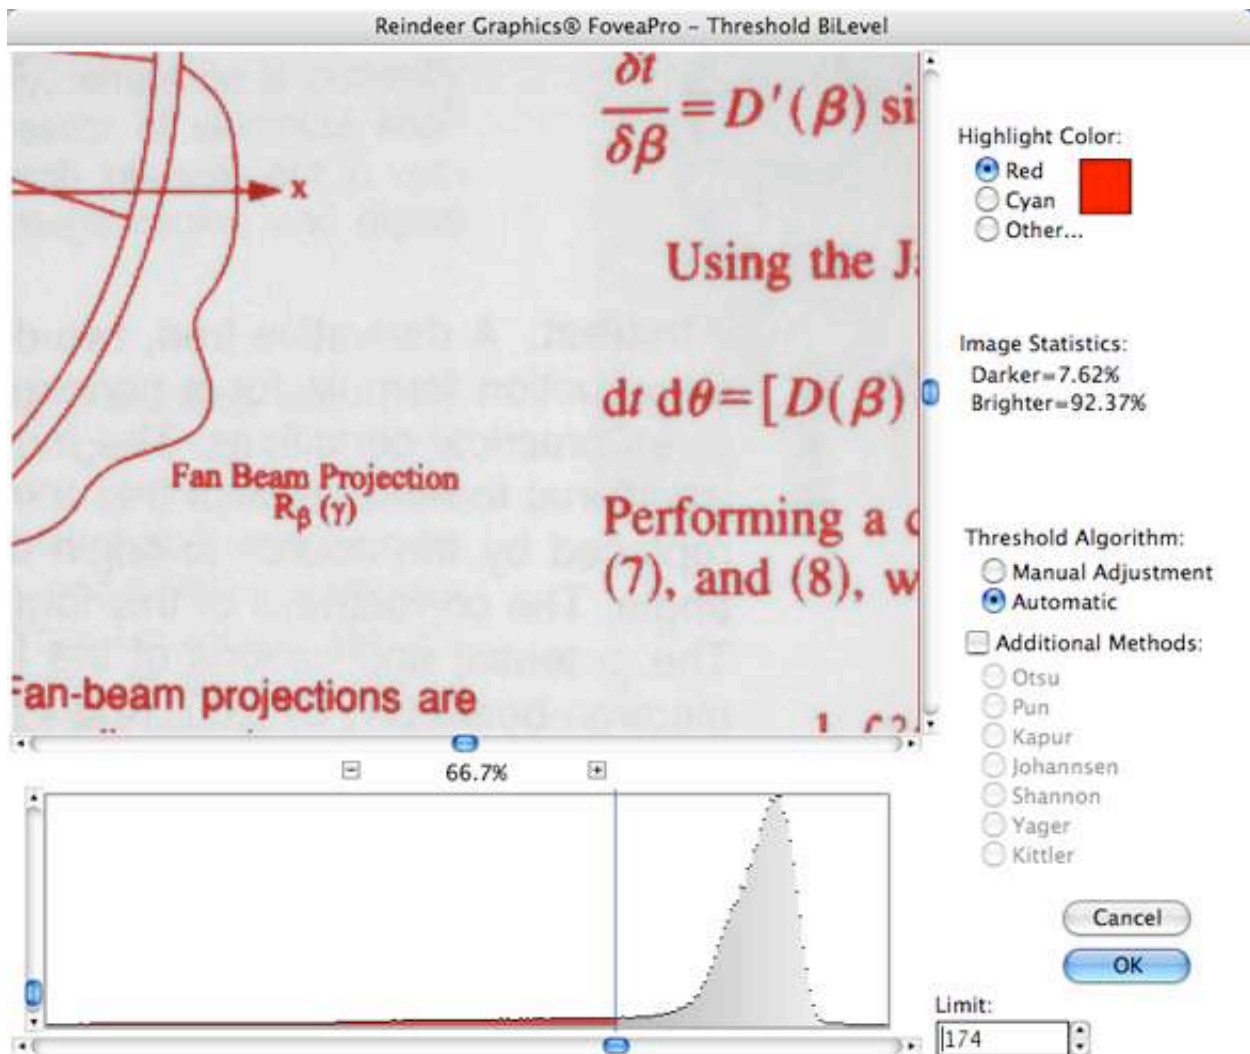 Reindeer Graphics® FoveaPro - Threshold BiLevel
δt
δβ
=D′(β) si
x
Using the J
dt dθ=[D(β)
Fan Beam Projection
Rβ (γ)
Performing a c
(7), and (8), w
Fan-beam projections are
66.7%
Highlight Color:
Red
Cyan
Other...
Image Statistics:
Darker=7.62%
Brighter=92.37%
Threshold Algorithm:
Manual Adjustment
Automatic
Additional Methods:
Otsu
Pun
Kapur
Johannsen
Shannon
Yager
Kittler
Cancel
OK
Limit:
174